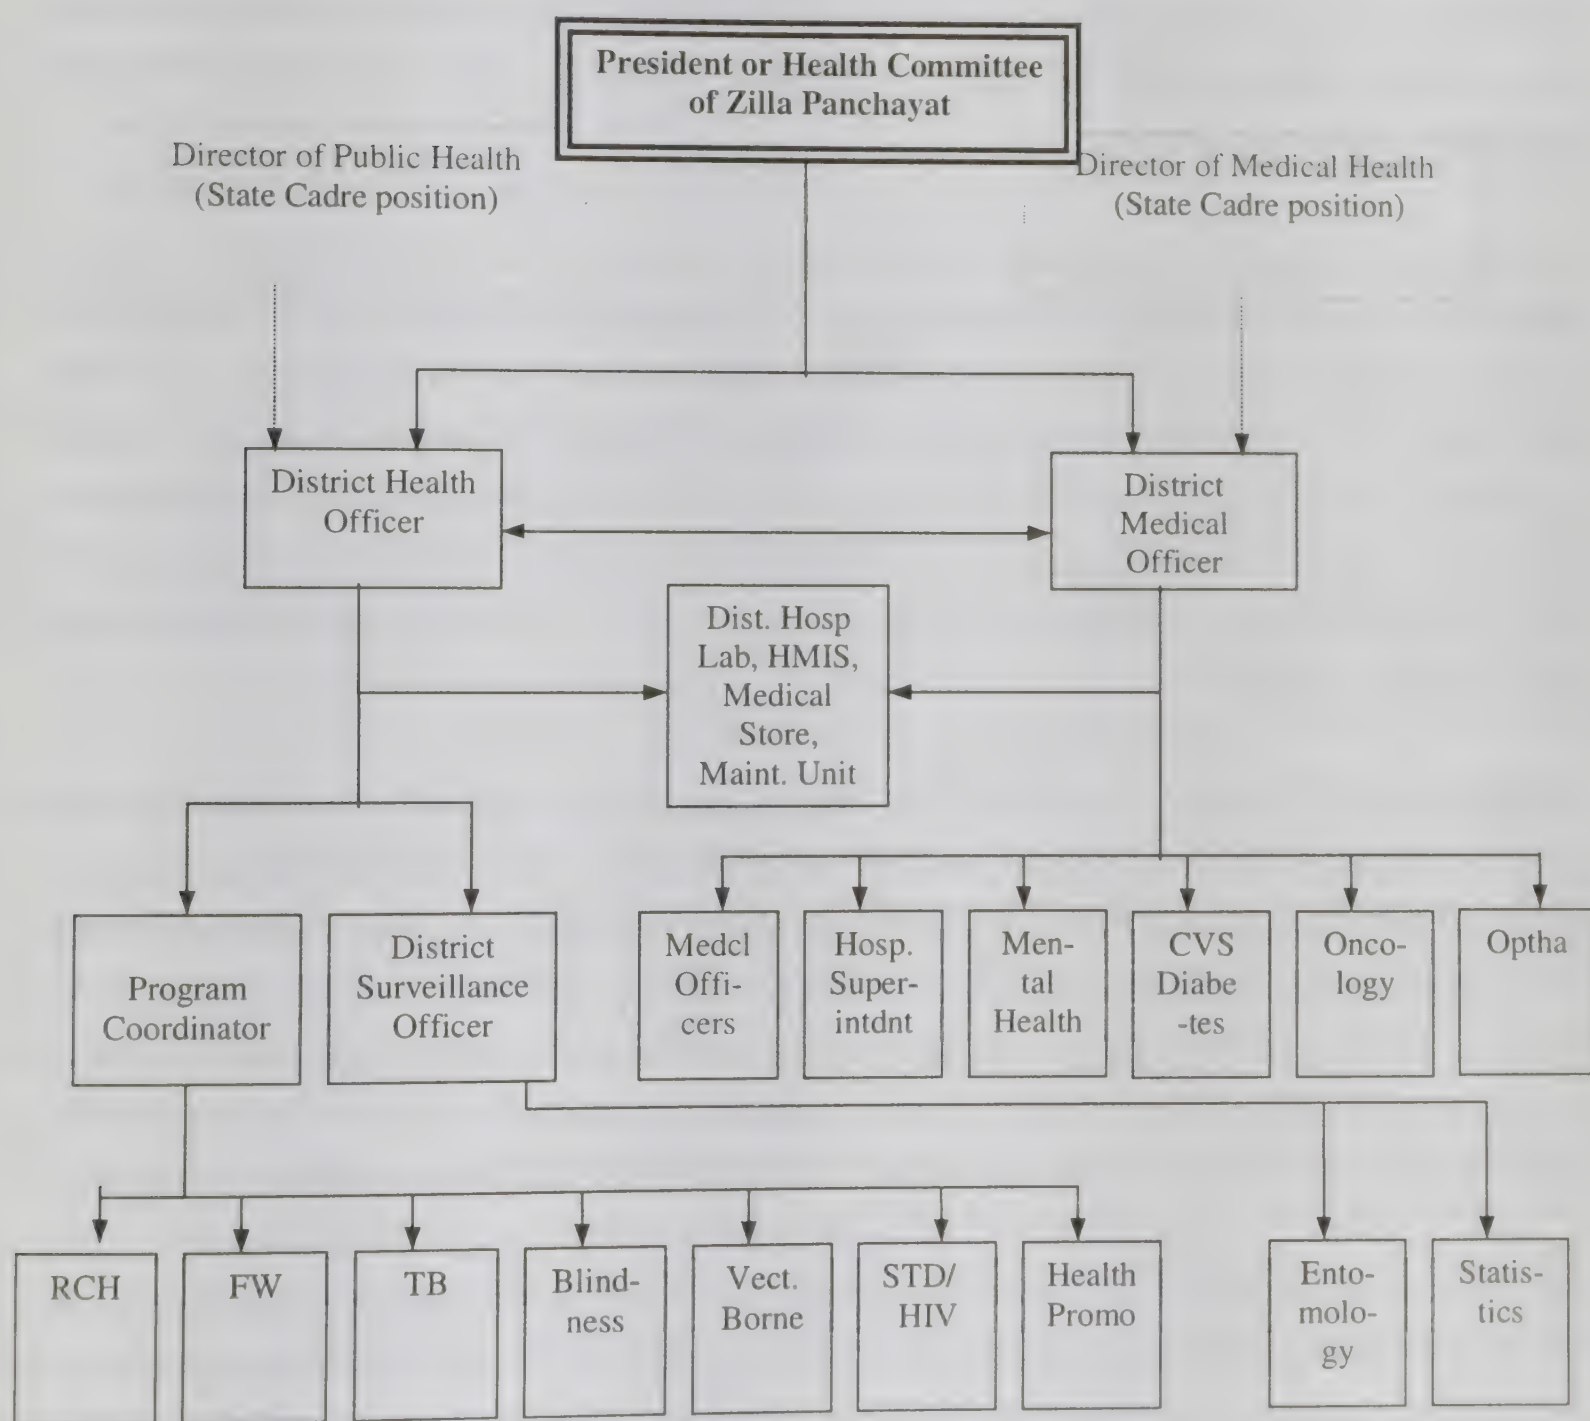 President or Health Committee
of Zilla Panchayat
Director of Public Health
(State Cadre position)
Director of Medical Health
(State Cadre position)
District Health
Officer
District
Medical
Officer
Dist. Hosp
Lab, HMIS,
Medical
Store,
Maint. Unit
Program
Coordinator
District
Surveillance
Officer
Medcl
Offi-
cers
Hosp.
Super-
intdnt
Men-
tal
Health
CVS
Diabe
-tes
Onco-
logy
Optha
RCH
FW
TB
Blind-
ness
Vect.
Borne
STD/
HIV
Health
Promo
Ento-
molo-
gy
Statis-
tics